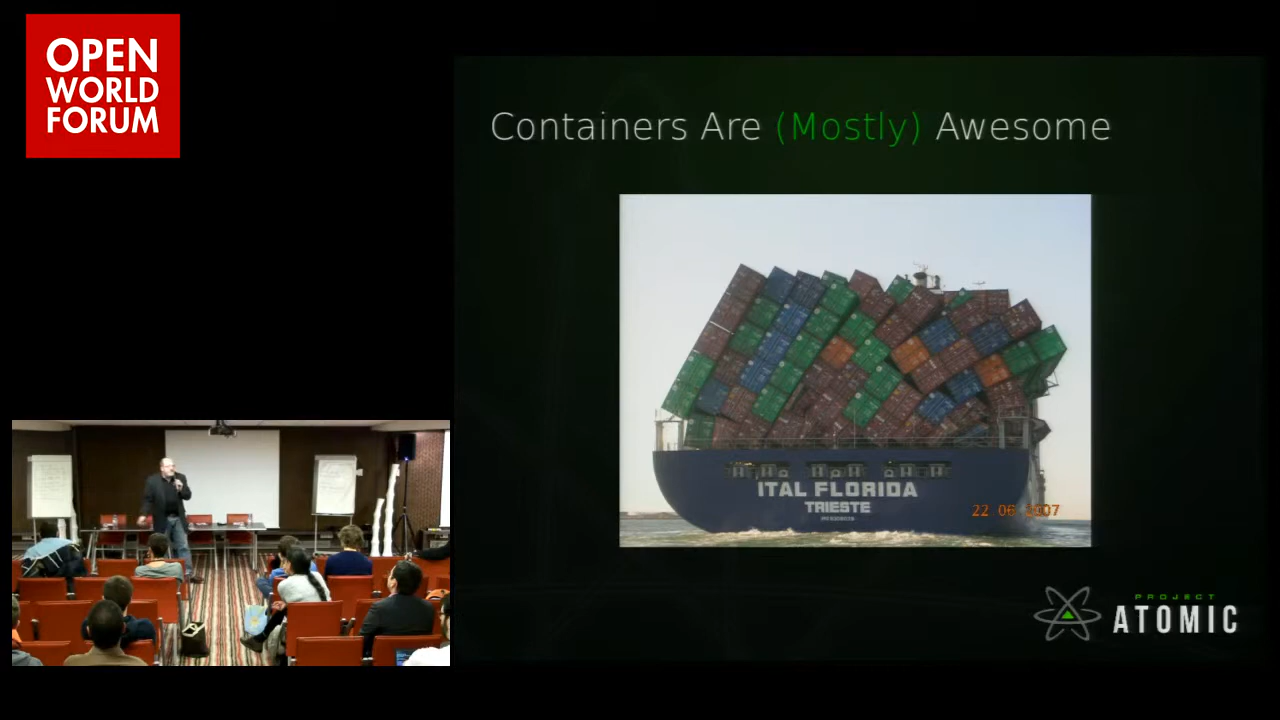 OPEN
WORLD
FORUM
Containers Are (Mostly) Awesome
ITAL FLORIDA
TRIESTE
22 06 2007
PROJECT
ATOMIC